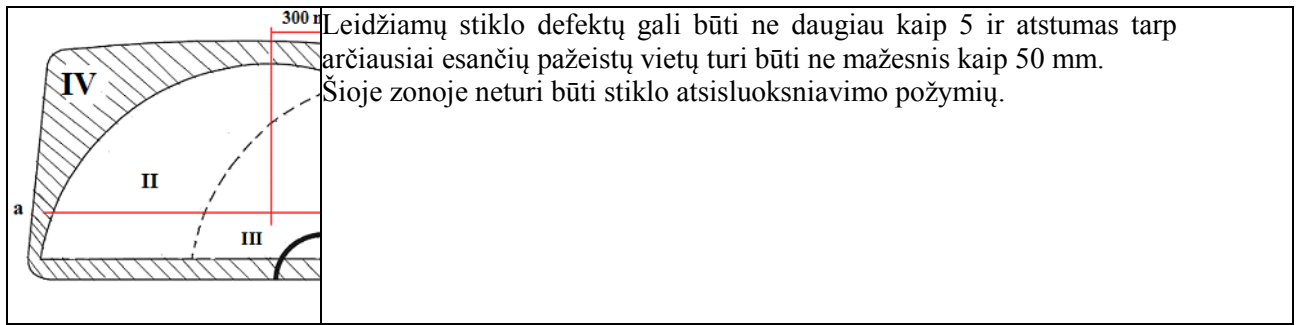 300
Leidžiamų stiklo defektų gali būti ne daugiau kaip 5 ir atstumas tarp
arčiausiai esančių pažeistų vietų turi būti ne mažesnis kaip 50 mm.
Šioje zonoje neturi būti stiklo atsisluoksniavimo požymių.
IV
II
a
III